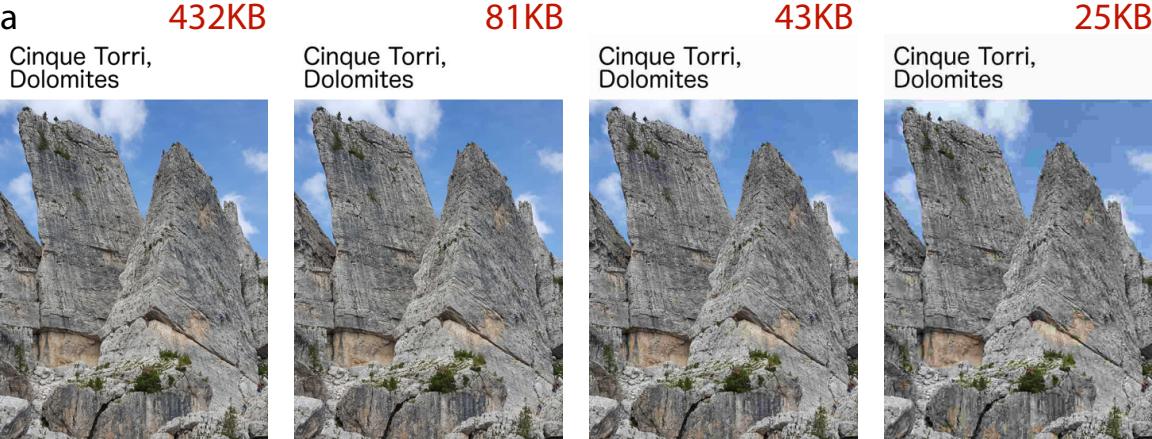 a
432KB
81KB
43KB
25KB
Cinque Torri,
Dolomites
Cinque Torri,
Dolomites
Cinque Torri,
Dolomites
Cinque Torri,
Dolomites